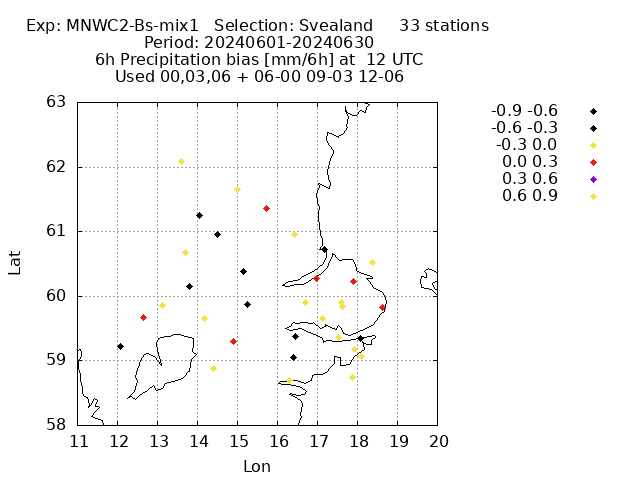 Exp: MNWC2-Bs-mix1   Selection: Svealand     33 stations
Period: 20240601-20240630
6h Precipitation bias [mm/6h] at  12 UTC
Used 00,03,06 + 06-00 09-03 12-06
-0.9 -0.6
-0.6 -0.3
-0.3 0.0
0.0 0.3
0.3 0.6
0.6 0.9
63
62
61
60
59
58
Lat
11 12 13 14 15 16 17 18 19 20
Lon